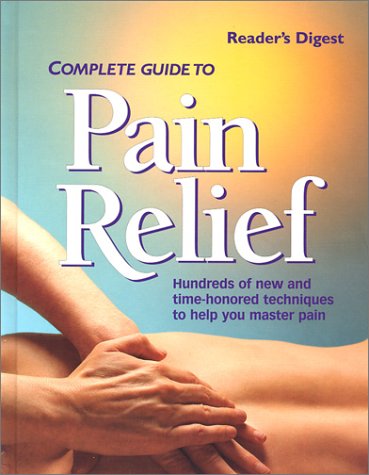 Reader's Digest
COMPLETE GUIDE TO
Pain
Relief
Hundreds of new and
time-honored techniques
to help you master pain